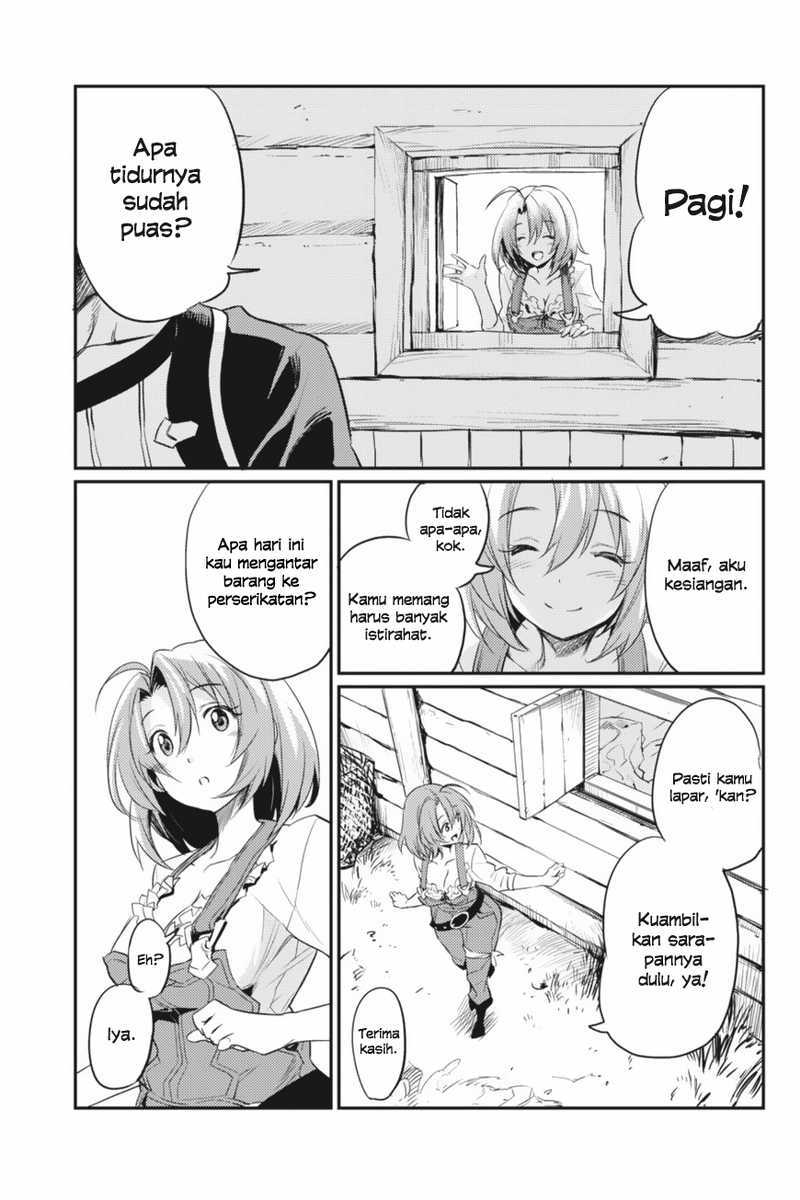 Pagi!
Apa
tidurnya
sudah
puas?
Maaf, aku
kesiangan.
Tidak
apa-apa,
kok.
Kamu memang
harus banyak
istirahat.
Pasti kamu
lapar, 'kan?
Kuambil-
kan sara-
pannya
dulu, ya!
Terima
kasih.
Apa hari ini
kau mengantar
barang ke
perserikatan?
Eh?
Iya.